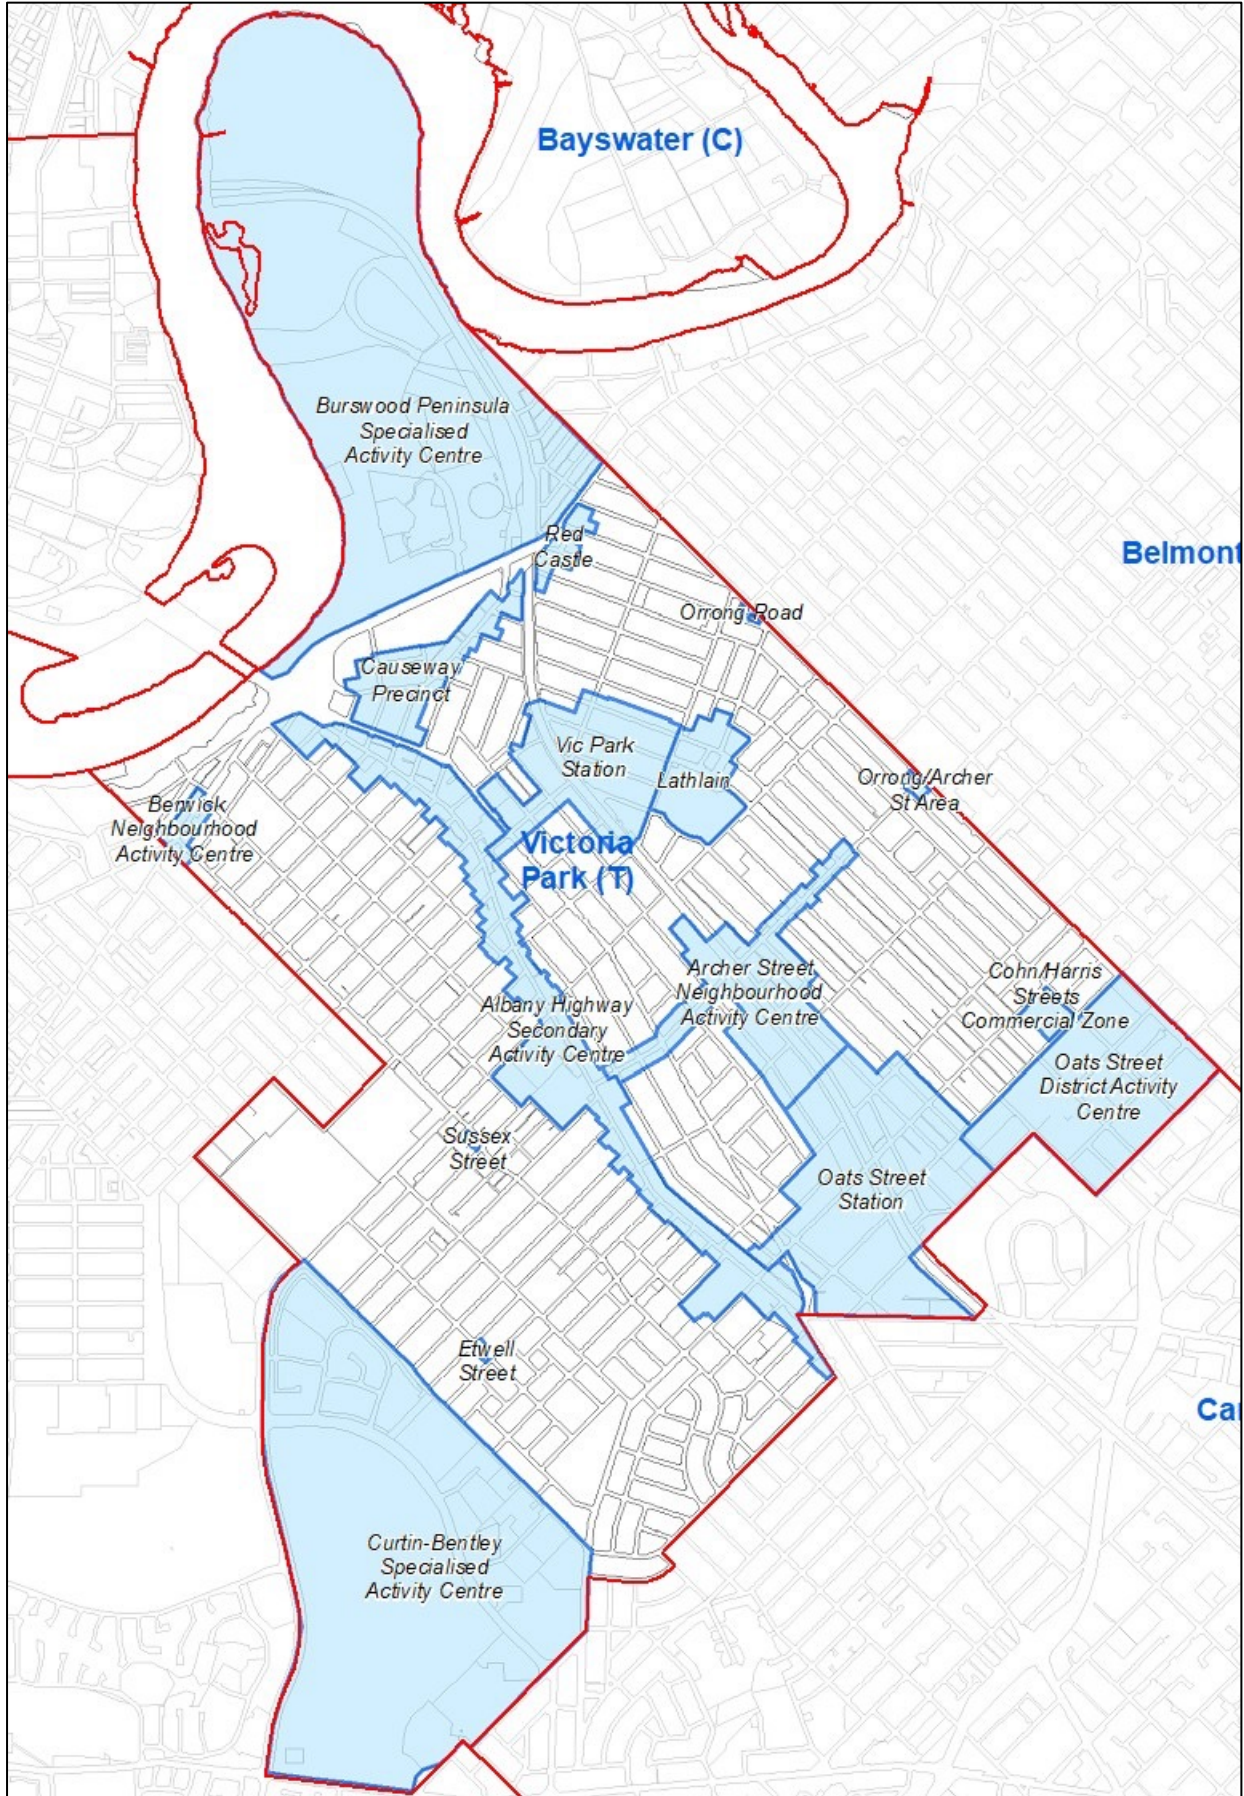 Bayswater (C)
Burswood Peninsula
Specialised
Activity Centre
Red
Castle
Belmont
Orrong Road
Causeway
Precinct
Vic Park
Station
Lathlain
Orrong/Archer
St Area
Berwick
Neighbourhood
Activity Centre
Victoria
Park (T)
Archer Street
Neighbourhood
Activity Centre
Cohn/Harris
Streets
Commercial Zone
Albany Highway
Secondary
Activity Centre
Oats Street
District Activity
Centre
Sussex
Street
Oats Street
Station
Etwell
Street
Curtin-Bentley
Specialised
Activity Centre